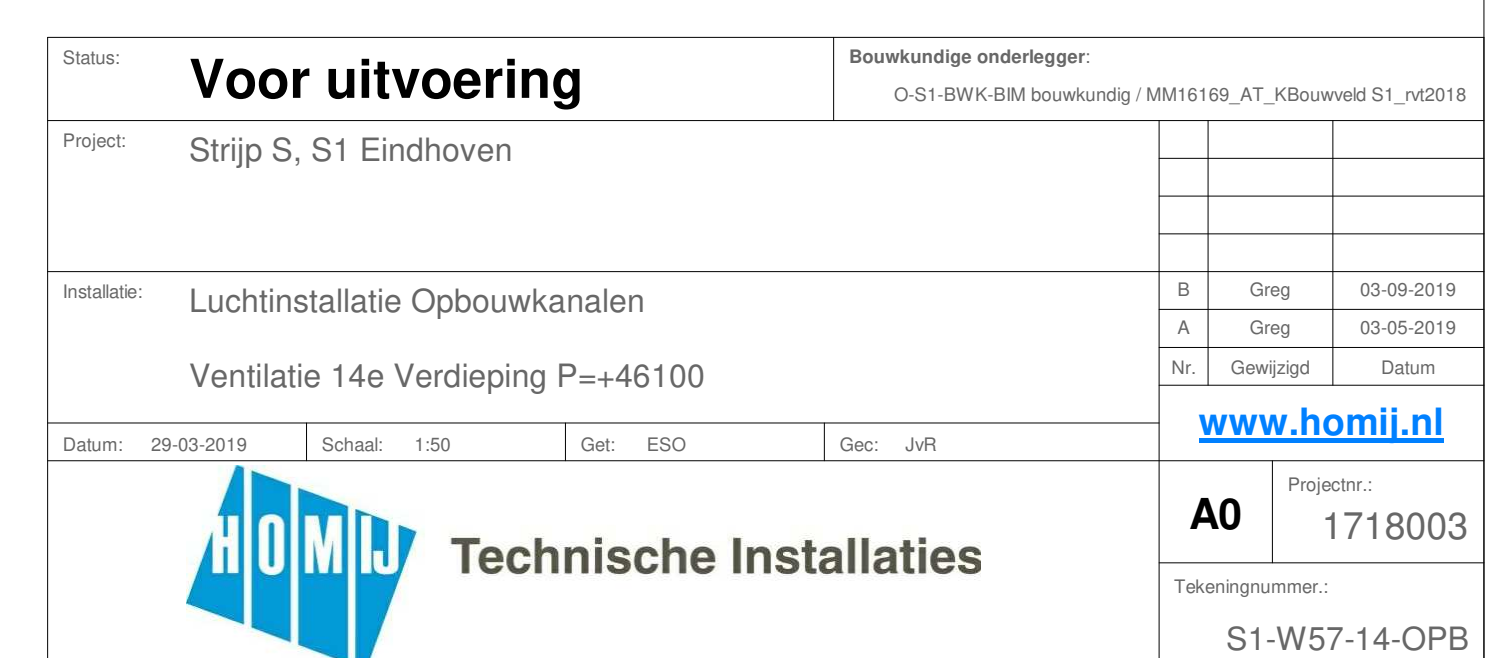 Status: Voor uitvoering
Bouwkundige onderlegger:
O-S1-BWK-BIM bouwkundig / MM16169_AT_KBouwveld S1_rvt2018
Project: Strijp S, S1 Eindhoven
Installatie: Luchtinstallatie Opbouwkanalen
Ventilatie 14e Verdieping P=+46100
B Greg 03-09-2019
A Greg 03-05-2019
Nr. Gewijzigd Datum
www.homij.nl
Datum: 29-03-2019 Schaal: 1:50 Get: ESO Gec: JvR
HOMIJ Technische Installaties
A0
Projectnr.:
1718003
Tekeningnummer.:
S1-W57-14-OPB